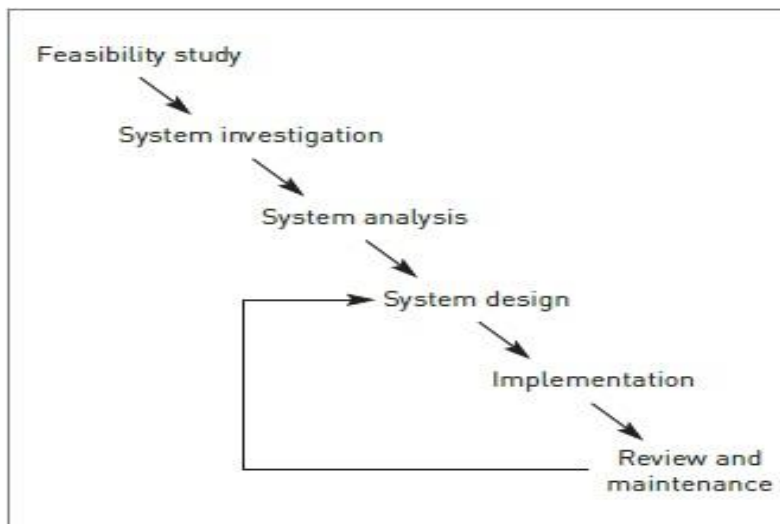 Feasibility study
System investigation
System analysis
System design
Implementation
Review and
maintenance